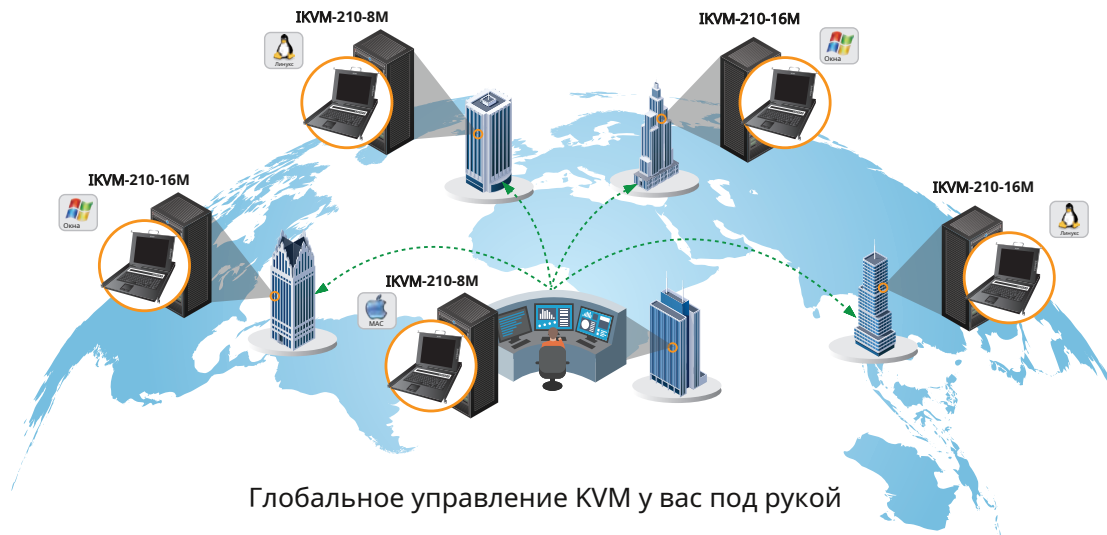 IKVM-210-8M
Линукс
IKVM-210-16M
Окна
IKVM-210-16M
Окна
IKVM-210-16M
Линукс
IKVM-210-8M
MAC
Глобальное управление KVM у вас под рукой